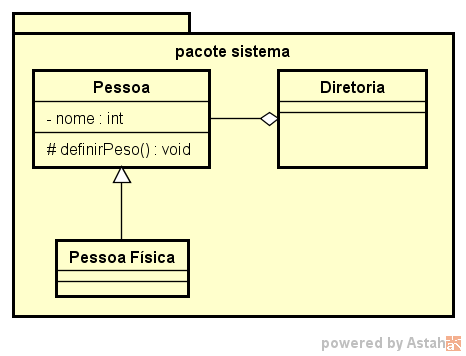 pacote sistema
Pessoa
- nome : int
# definirPeso() : void
Diretoria
Pessoa Física
powered by Astah